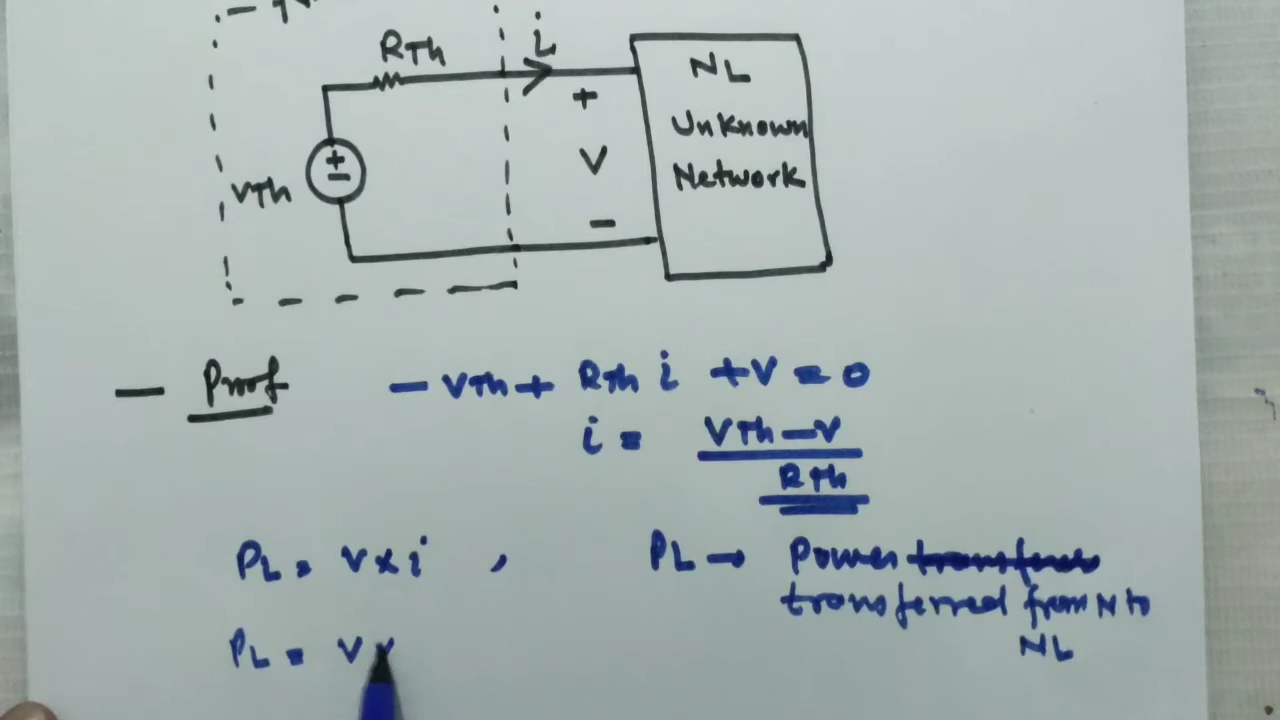 RTh
i
NL
+
Unknown
V
Network
+
−
VTh
−
− Proof
− VTh + RTh i + V = 0
i = VTh − V
RTh
PL = V × i , PL → Power
transferred from N to
NL
PL = V